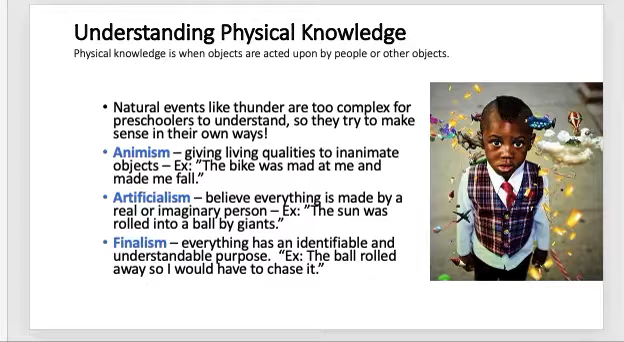 Understanding Physical Knowledge
Physical knowledge is when objects are acted upon by people or other objects.
• Natural events like thunder are too complex for
preschoolers to understand, so they try to make
sense in their own ways!
• Animism – giving living qualities to inanimate
objects – Ex: "The bike was mad at me and
made me fall."
• Artificialism – believe everything is made by a
real or imaginary person – Ex: "The sun was
rolled into a ball by giants."
• Finalism – everything has an identifiable and
understandable purpose. "Ex: The ball rolled
away so I would have to chase it."